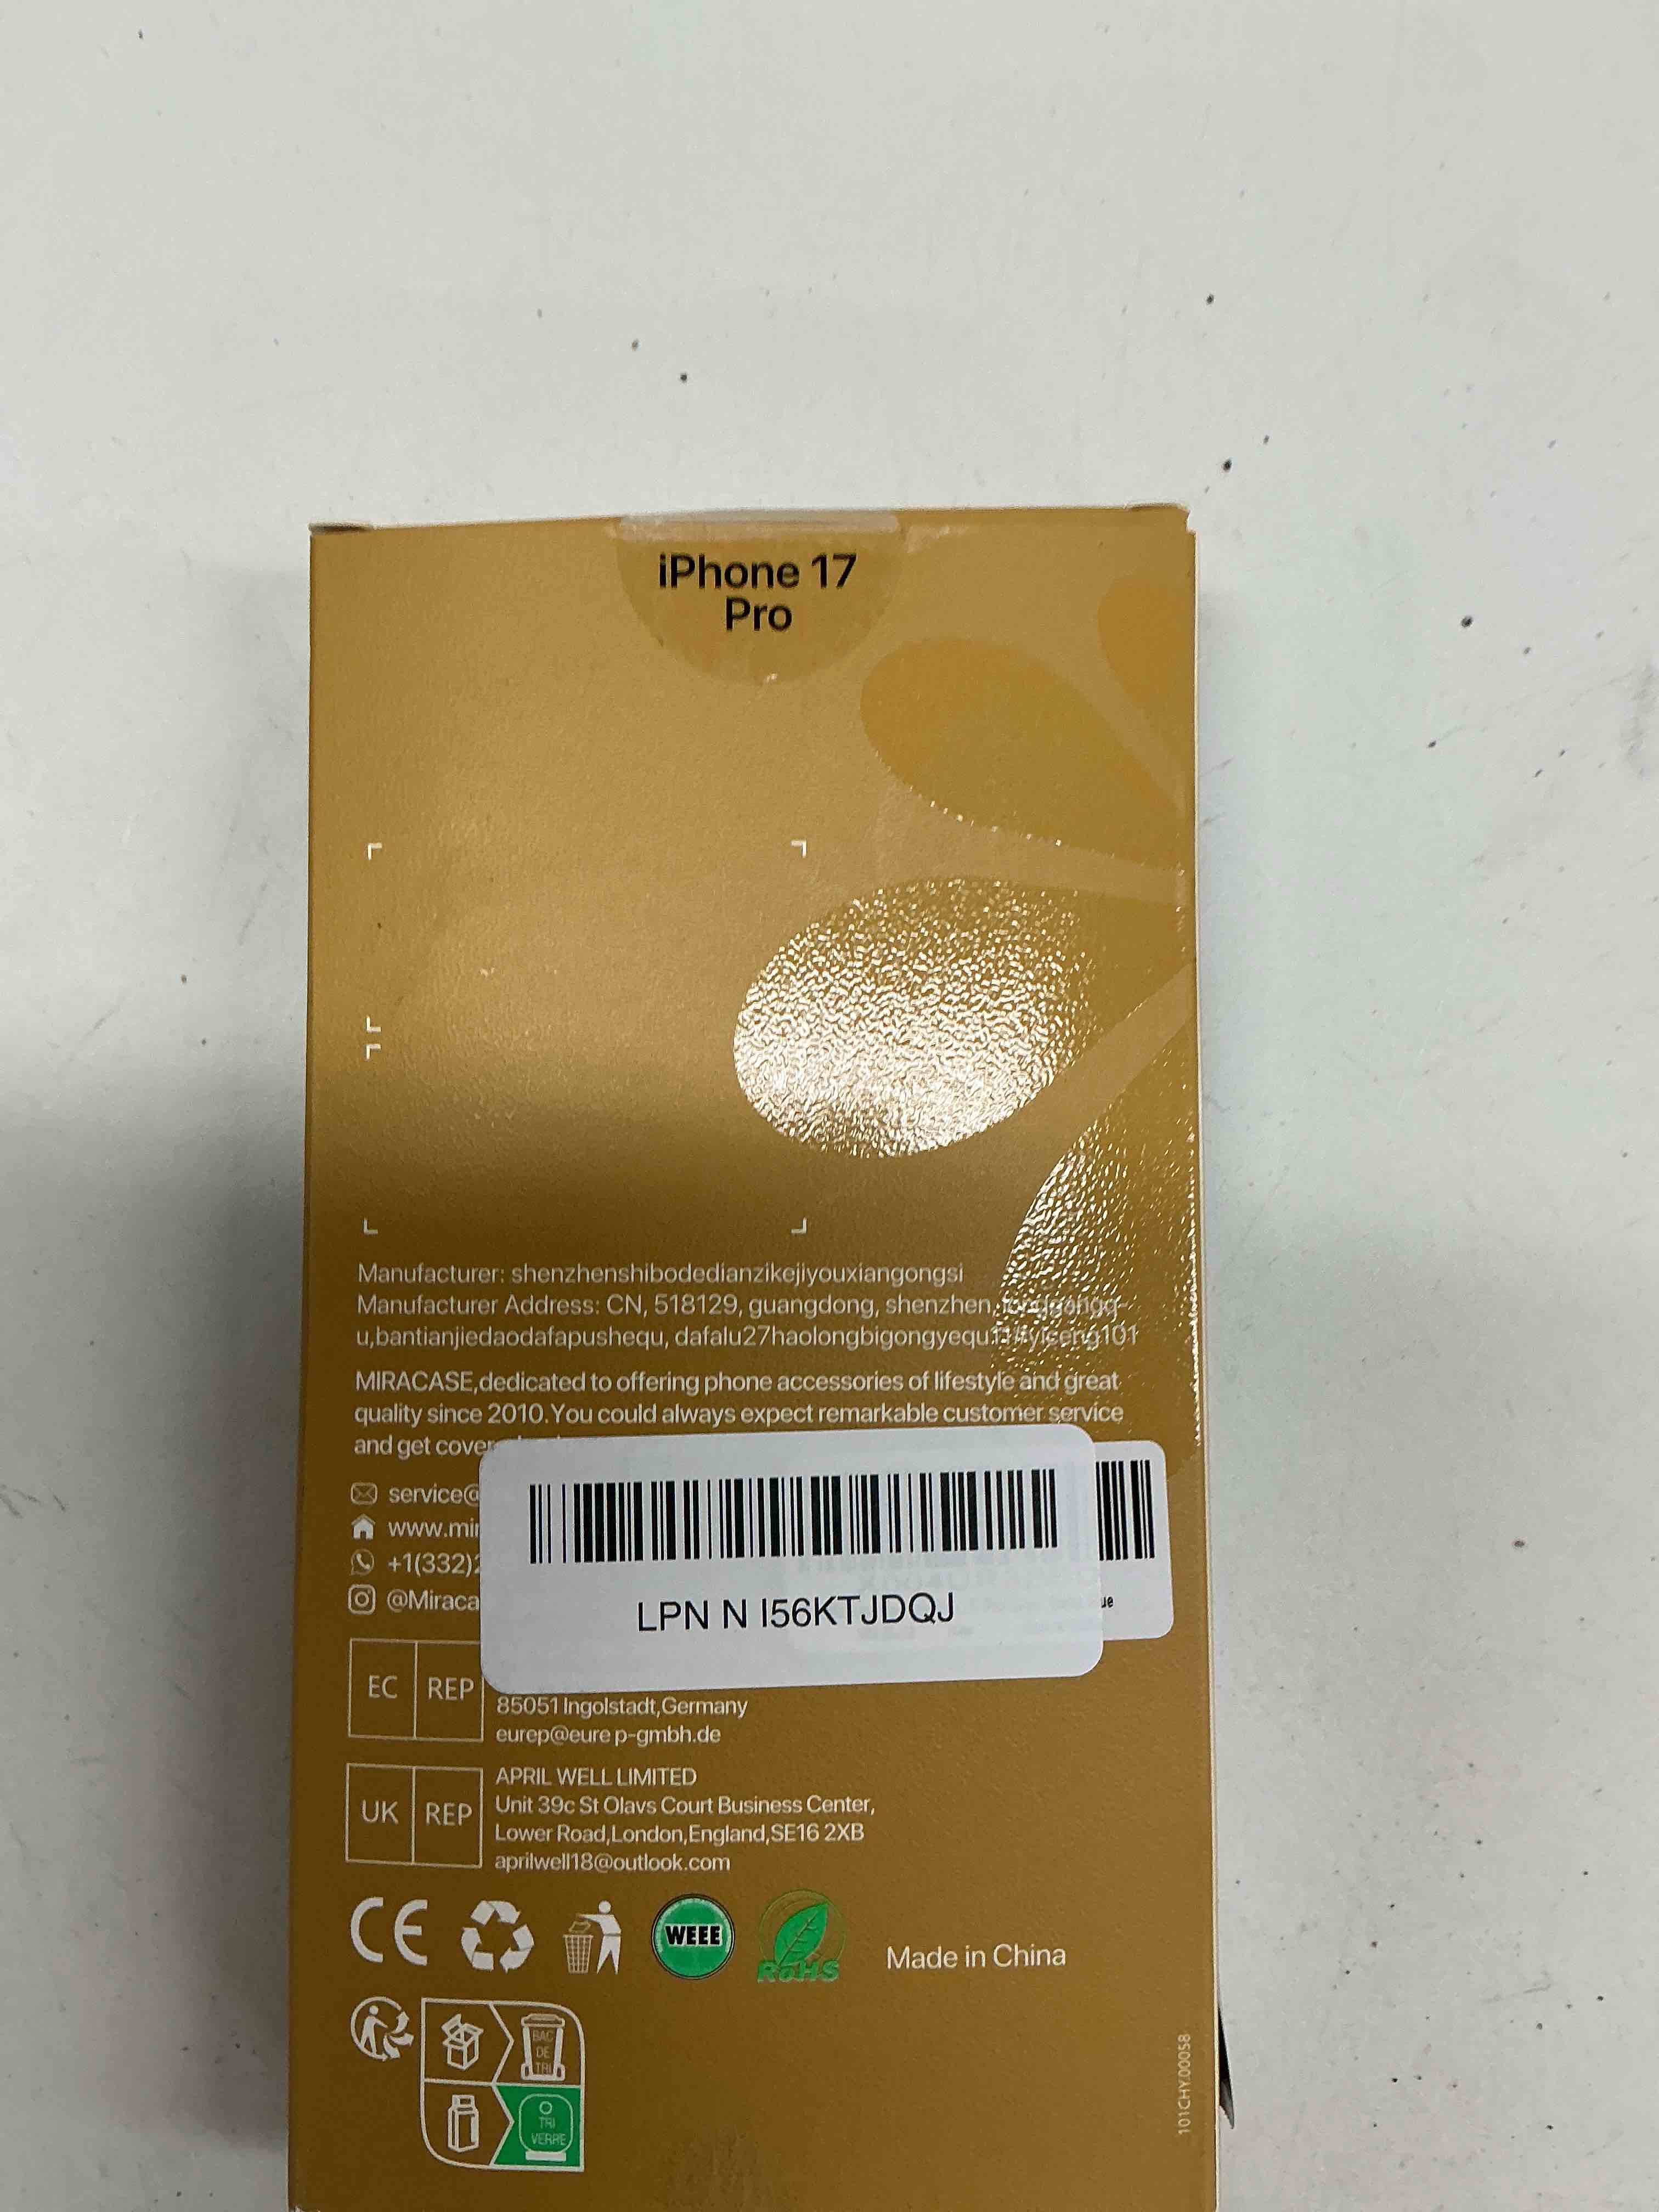 iPhone 17
Pro
Manufacturer: shenzhenshibodedianzikejiyouxiangongsi
Manufacturer Address: CN, 518129, guangdong, shenzhen,
u,bantianjiedaodafapushequ, dafalu27haolongbigongyequ
MIRACASE,dedicated to offering phone accessories of lifestyle and great
quality since 2010.You could always expect remarkable customer service
and get cover
service@
www.mir
+1(332)
@Miraca
ue
LPN N I56KTJDQJ
EC REP
85051 Ingolstadt,Germany
eurep@eure p-gmbh.de
UK REP
APRIL WELL LIMITED
Unit 39c St Olavs Court Business Center,
Lower Road,London,England,SE16 2XB
aprilwell18@outlook.com
CE
WEEE
RoHS
Made in China
BAC
DE
TRI
TRI
VERRE
101CHY.00058